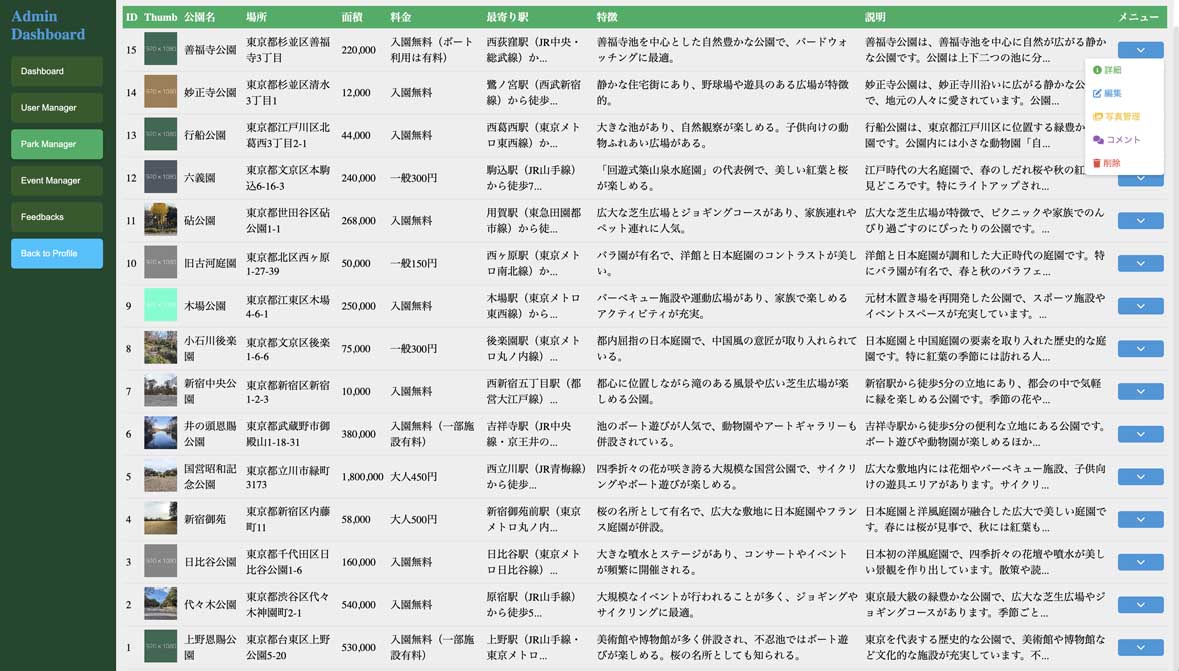 Admin
Dashboard
Dashboard
User Manager
Park Manager
Event Manager
Feedbacks
Back to Profile
ID Thumb 公園名 場所 面積 料金 最寄り駅 特徴 説明 メニュー
15 善福寺公園 東京都杉並区善福寺3丁目 220,000 入園無料（ボート利用は有料） 西荻窪駅（JR中央・総武線）か... 善福寺池を中心とした自然豊かな公園で、バードウォッチングに最適。 善福寺公園は、善福寺池を中心に自然が広がる静かな公園です。公園は上下二つの池に分...
詳細
編集
写真管理
コメント
削除
14 妙正寺公園 東京都杉並区清水3丁目1 12,000 入園無料 鷺ノ宮駅（西武新宿線）から徒歩... 静かな住宅街にあり、野球場や遊具のある広場が特徴的。 妙正寺公園は、妙正寺川沿いに広がる静かな公園で、地元の人々に愛されています。公園...
13 行船公園 東京都江戸川区北葛西3丁目2-1 44,000 入園無料 西葛西駅（東京メトロ東西線）から... 大きな池があり、自然観察が楽しめる。子供向けの動物ふれあい広場がある。 行船公園は、東京都江戸川区に位置する緑豊か 園です。公園内には小さな動物園「自...
12 六義園 東京都文京区本駒込6-16-3 240,000 一般300円 駒込駅（JR山手線）から徒歩7... 「回遊式築山泉水庭園」の代表例で、美しい紅葉と桜が楽しめる。 江戸時代の大名庭園で、春のしだれ桜や秋の紅 見どころです。特にライトアップされ...
11 砧公園 東京都世田谷区砧公園1-1 268,000 入園無料 用賀駅（東急田園都市線）から徒... 広大な芝生広場とジョギングコースがあり、家族連れやペット連れに人気。 広大な芝生広場が特徴で、ピクニックや家族でのんびり過ごすのにぴったりの公園です。...
10 旧古河庭園 東京都北区西ヶ原1-27-39 50,000 一般150円 西ヶ原駅（東京メトロ南北線）か... バラ園が有名で、洋館と日本庭園のコントラストが美しい。 洋館と日本庭園が調和した大正時代の庭園です。特にバラ園が有名で、春と秋のバラフェ...
9 木場公園 東京都江東区木場4-6-1 250,000 入園無料 木場駅（東京メトロ東西線）から... バーベキュー施設や運動広場があり、家族で楽しめるアクティビティが充実。 元材木置き場を再開発した公園で、スポーツ施設やイベントスペースが充実しています。...
8 小石川後楽園 東京都文京区後楽1-6-6 75,000 一般300円 後楽園駅（東京メトロ丸ノ内線）... 都内屈指の日本庭園で、中国風の意匠が取り入れられている。 日本庭園と中国庭園の要素を取り入れた歴史的な庭園です。特に紅葉の季節には訪れる人...
7 新宿中央公園 東京都新宿区西新宿1-2-3 10,000 入園無料 西新宿五丁目駅（都営大江戸線）... 都心に位置しながら滝のある風景や広い芝生広場が楽しめる公園。 新宿駅から徒歩5分の立地にあり、都会の中で気軽に緑を楽しめる公園です。季節の花や...
6 井の頭恩賜公園 東京都武蔵野市御殿山1-18-31 380,000 入園無料（一部施設有料） 吉祥寺駅（JR中央線・京王井の... 池のボート遊びが人気で、動物園やアートギャラリーも併設されている。 吉祥寺駅から徒歩5分の便利な立地にある公園です。ボート遊びや動物園が楽しめるほか...
5 国営昭和記念公園 東京都立川市緑町3173 1,800,000 大人450円 西立川駅（JR青梅線）から徒歩... 四季折々の花が咲き誇る大規模な国営公園で、サイクリングやボート遊びが楽しめる。 広大な敷地内には花畑やバーベキュー施設、子供向けの遊具エリアがあります。サイクリ...
4 新宿御苑 東京都新宿区内藤町11 58,000 大人500円 新宿御苑前駅（東京メトロ丸ノ内... 桜の名所として有名で、広大な敷地に日本庭園やフランス庭園が併設。 日本庭園と洋風庭園が融合した広大で美しい庭園です。春には桜が見事で、秋には紅葉も...
3 日比谷公園 東京都千代田区日比谷公園1-6 160,000 入園無料 日比谷駅（東京メトロ日比谷線）... 大きな噴水とステージがあり、コンサートやイベントが頻繁に開催される。 日本初の洋風庭園で、四季折々の花壇や噴水が美しい景観を作り出しています。散策や読...
2 代々木公園 東京都渋谷区代々木神園町2-1 540,000 入園無料 原宿駅（JR山手線）から徒歩5... 大規模なイベントが行われることが多く、ジョギングやサイクリングに最適。 東京最大級の緑豊かな公園で、広大な芝生広場やジョギングコースがあります。季節ごと...
1 上野恩賜公園 東京都台東区上野公園5-20 530,000 入園無料（一部施設有料） 上野駅（JR山手線・東京メトロ... 美術館や博物館が多く併設され、不忍池ではボート遊びが楽しめる。桜の名所としても知られる。 東京を代表する歴史的な公園で、美術館や博物館など文化的な施設が充実しています。不...